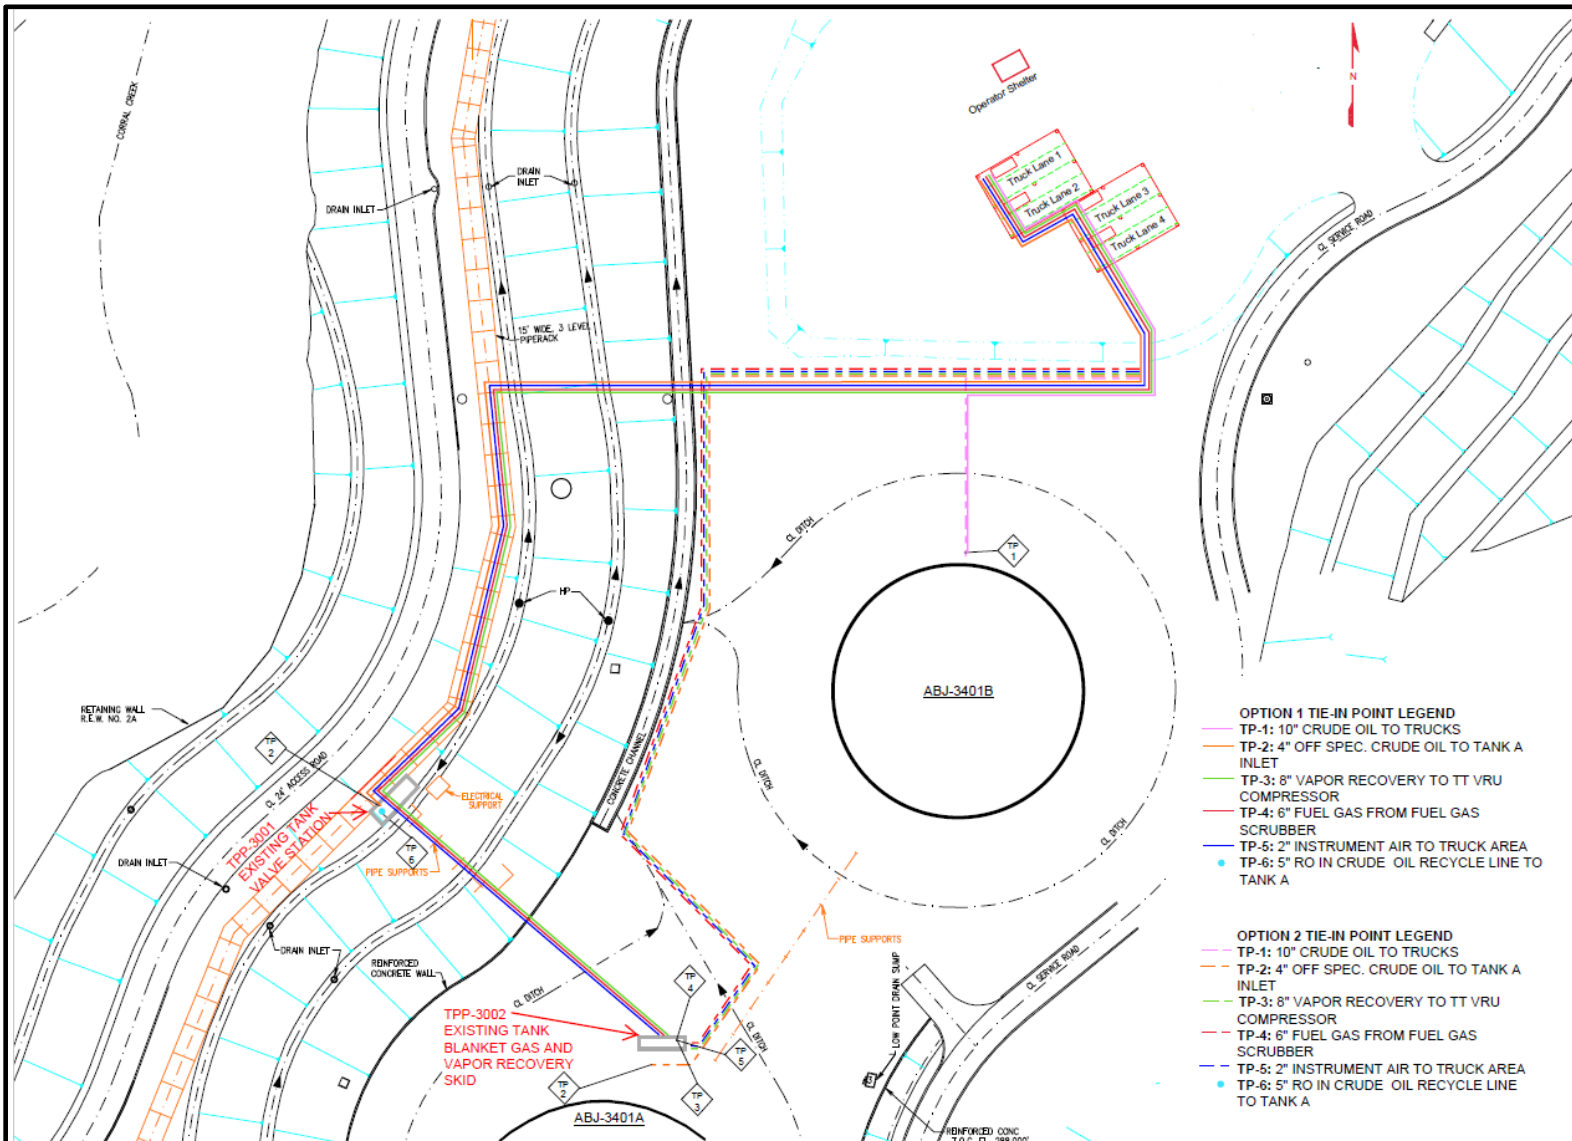 CORRAL CREEK
Operator Shelter
N
Truck Lane 1
Truck Lane 2
Truck Lane 3
Truck Lane 4
DRAIN
INLET
DRAIN INLET
CL SERVICE ROAD
15' WIDE, 3 LEVEL
PIPERACK
CL DITCH
TP
1
HP
ABJ-3401B
RETAINING WALL
R.E.W. NO. 2A
TP
2
CL 24' ACCESS ROAD
CONCRETE CHANNEL
CL DITCH
ELECTRICAL
SUPPORT
TPP-3001
EXISTING TANK
VALVE STATION
TP
6
CL DITCH
DRAIN INLET
PIPE SUPPORTS
DRAIN INLET
REINFORCED
CONCRETE WALL
PIPE SUPPORTS
CL DITCH
TP
4
LOW POINT DRAIN SUMP
CL SERVICE ROAD
TPP-3002
EXISTING TANK
BLANKET GAS AND
VAPOR RECOVERY
SKID
CL DITCH
TP
5
TP
2
TP
3
ABJ-3401A
REINFORCED CONC
OPTION 1 TIE-IN POINT LEGEND
TP-1: 10" CRUDE OIL TO TRUCKS
TP-2: 4" OFF SPEC. CRUDE OIL TO TANK A
INLET
TP-3: 8" VAPOR RECOVERY TO TT VRU
COMPRESSOR
TP-4: 6" FUEL GAS FROM FUEL GAS
SCRUBBER
TP-5: 2" INSTRUMENT AIR TO TRUCK AREA
TP-6: 5" RO IN CRUDE OIL RECYCLE LINE TO
TANK A
OPTION 2 TIE-IN POINT LEGEND
TP-1: 10" CRUDE OIL TO TRUCKS
TP-2: 4" OFF SPEC. CRUDE OIL TO TANK A
INLET
TP-3: 8" VAPOR RECOVERY TO TT VRU
COMPRESSOR
TP-4: 6" FUEL GAS FROM FUEL GAS
SCRUBBER
TP-5: 2" INSTRUMENT AIR TO TRUCK AREA
TP-6: 5" RO IN CRUDE OIL RECYCLE LINE
TO TANK A